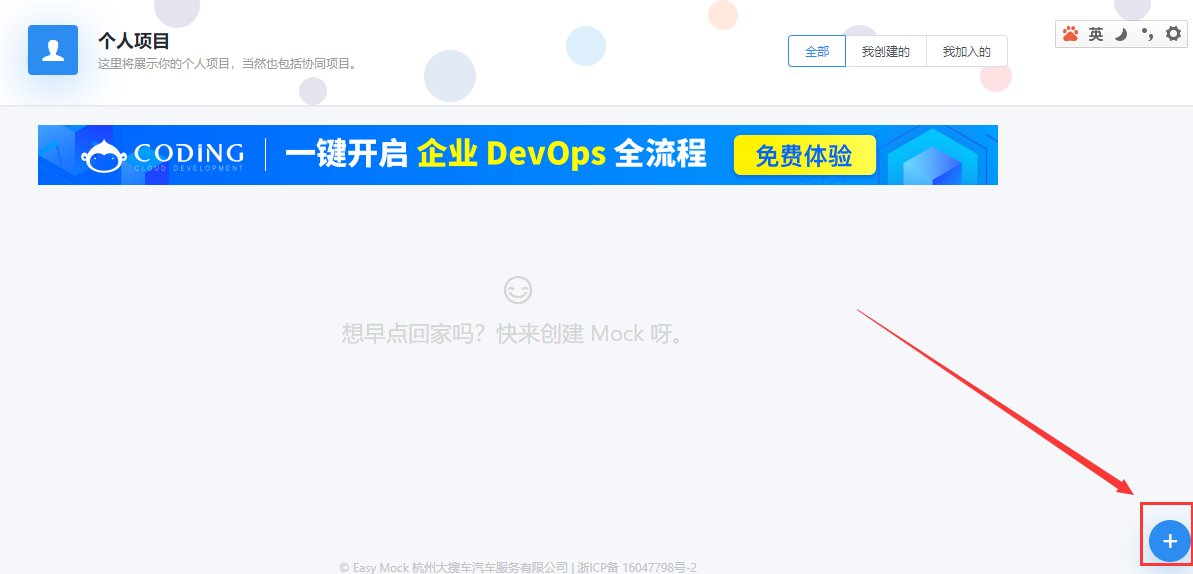 个人项目
这里将展示你的个人项目，当然也包括协同项目。
全部 我创建的 我加入的
英
CODING
CLOUD DEVELOPMENT
一键开启 企业 DevOps 全流程
免费体验
想早点回家吗？快来创建 Mock 呀。
© Easy Mock 杭州大搜车汽车服务有限公司 | 浙ICP备 16047798号-2